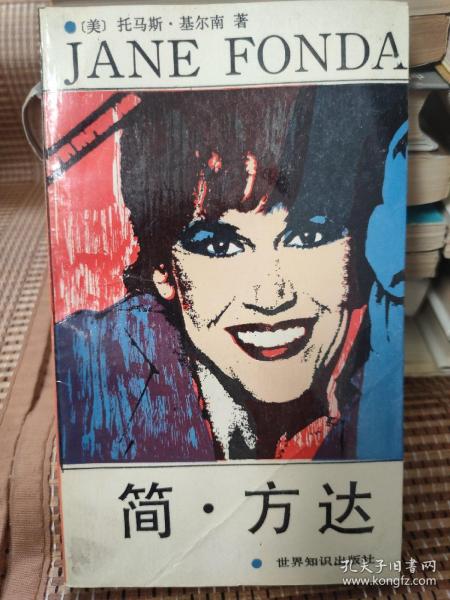 〔美〕托马斯·基尔南 著
JANE FONDA
简·方达
世界知识出版社
孔夫子旧书网
www.kongfz.com